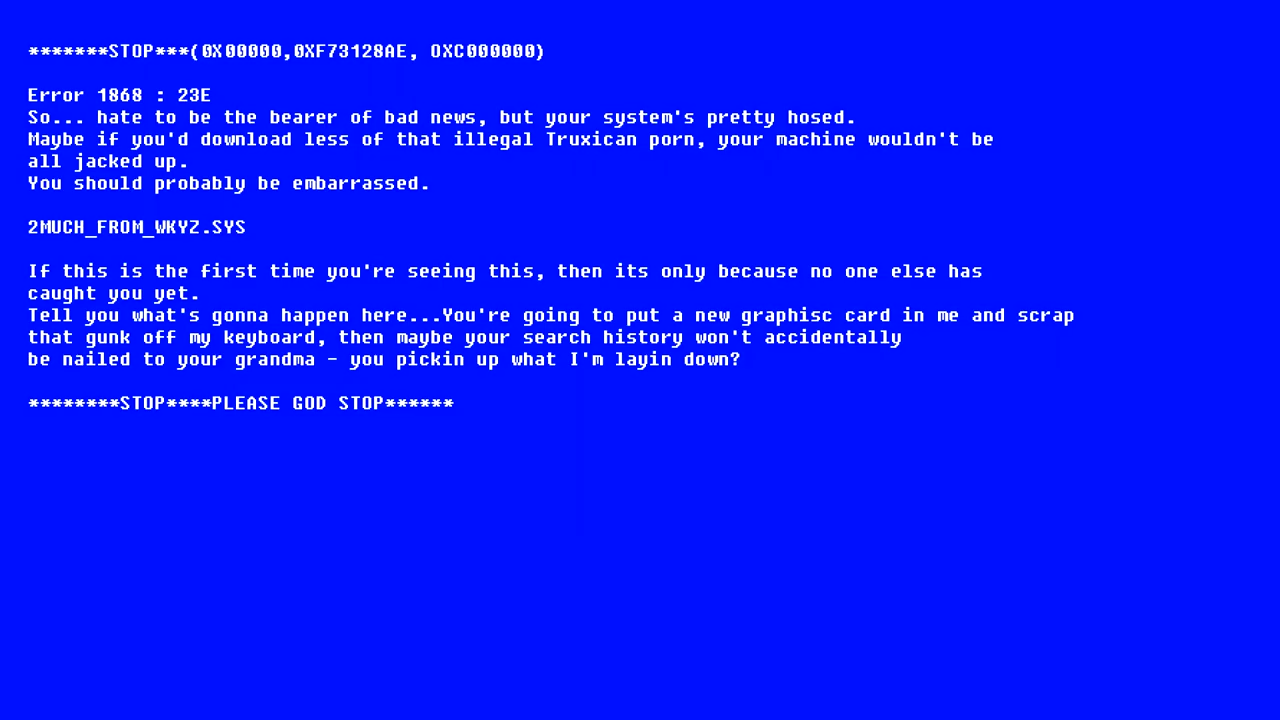 *******STOP***(0X00000,0XF73128AE, OXC000000)
Error 1868 : 23E
So... hate to be the bearer of bad news, but your system's pretty hosed.
Maybe if you'd download less of that illegal Truxican porn, your machine wouldn't be
all jacked up.
You should probably be embarrassed.
2MUCH_FROM_WKYZ.SYS
If this is the first time you're seeing this, then its only because no one else has
caught you yet.
Tell you what's gonna happen here...You're going to put a new graphisc card in me and scrap
that gunk off my keyboard, then maybe your search history won't accidentally
be nailed to your grandma - you pickin up what I'm layin down?
********STOP****PLEASE GOD STOP******